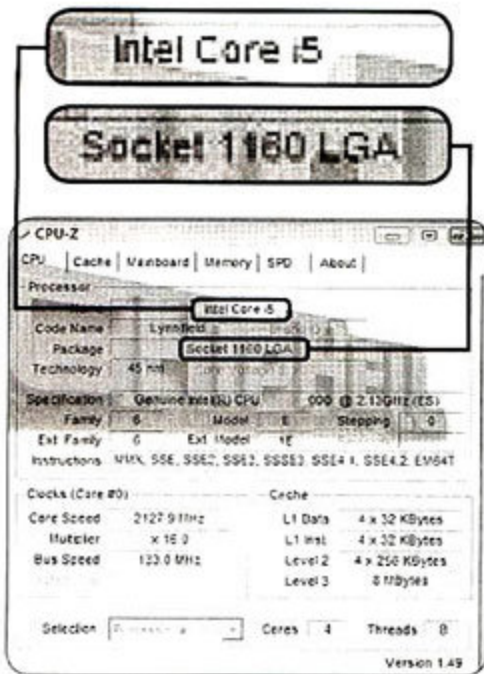 Intel Core i5
Socket 1160 LGA
CPU-Z
CPU Cache Mainboard Memory SPD About
Processor
Intel Core i5
Code Name Lynnfield
Package Socket 1160 LGA
Technology 45 nm
Specification Genuine Intel(R) CPU 000 @ 2.13GHz (ES)
Family 6 Model E Stepping 0
Ext. Family 6 Ext. Model 1E
Instructions MMX, SSE, SSE2, SSE3, SSSE3, SSE4.1, SSE4.2, EM64T
Clocks (Core #0) Cache
Core Speed 2127.9 MHz L1 Data 4 x 32 KBytes
Multiplier x 16.0 L1 Inst. 4 x 32 KBytes
Bus Speed 133.0 MHz Level 2 4 x 256 KBytes
Level 3 8 MBytes
Selection Cores 4 Threads 8
Version 1.49